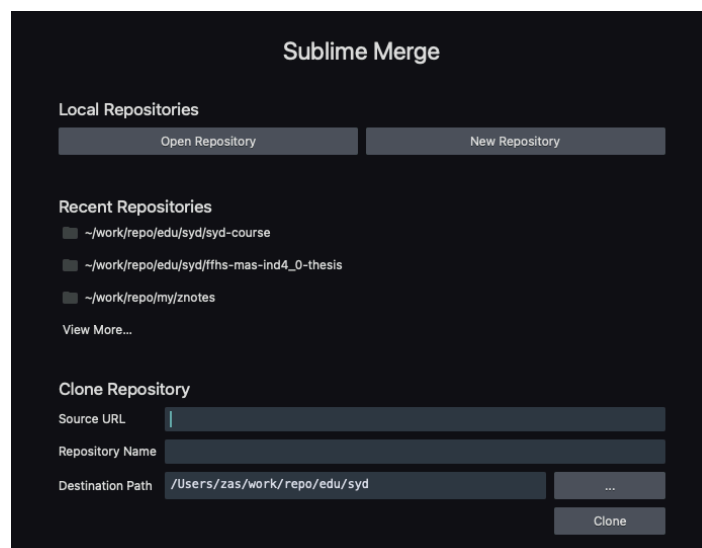 Sublime Merge
Local Repositories
Open Repository
New Repository
Recent Repositories
~/work/repo/edu/syd/syd-course
~/work/repo/edu/syd/ffhs-mas-ind4_0-thesis
~/work/repo/my/znotes
View More...
Clone Repository
Source URL
Repository Name
Destination Path /Users/zas/work/repo/edu/syd ...
Clone